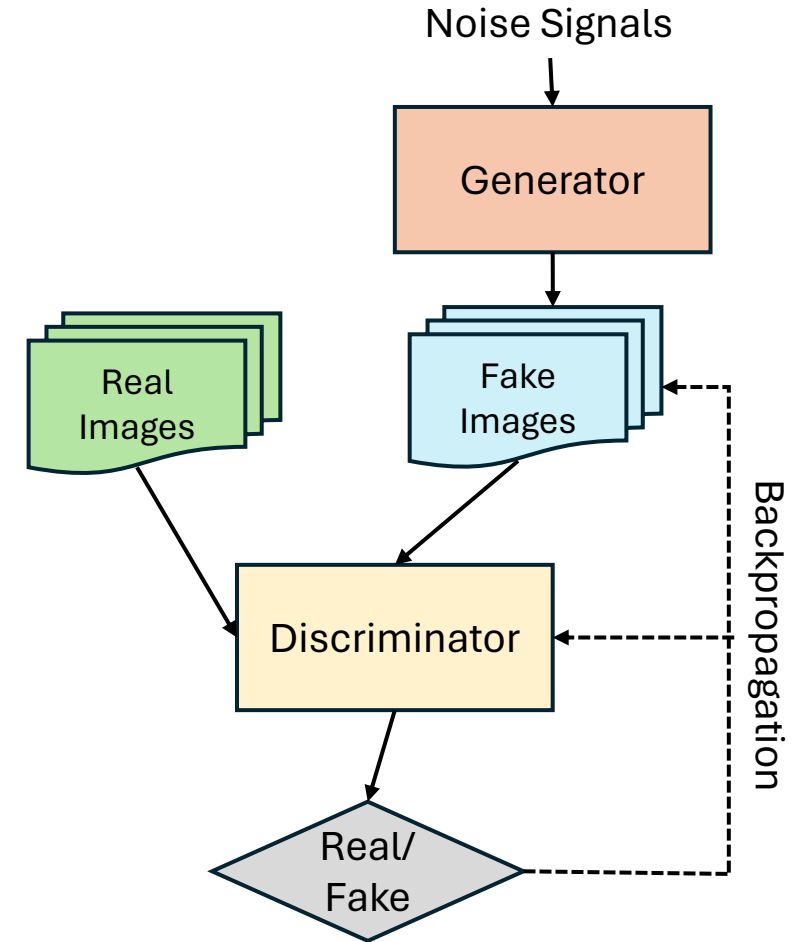 Noise Signals
Generator
Real
Images
Fake
Images
Backpropagation
Discriminator
Real/
Fake